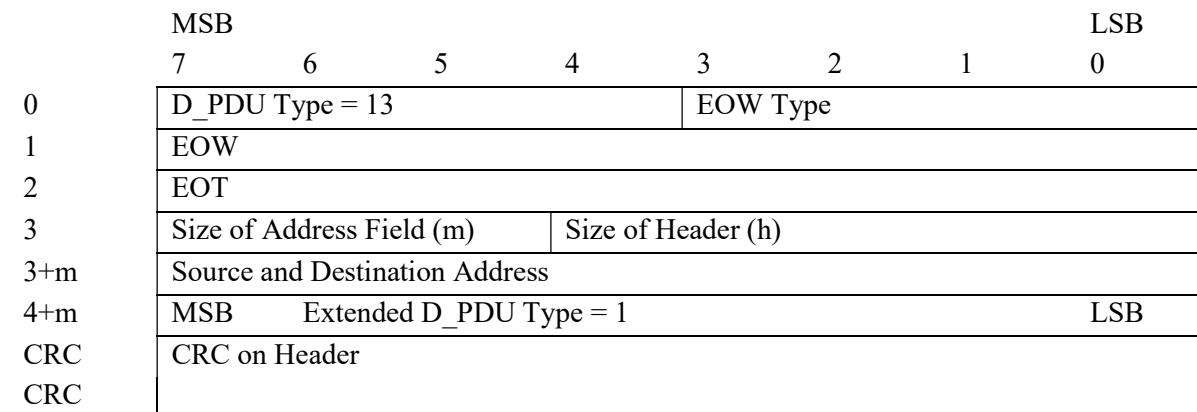 MSB LSB
7 6 5 4 3 2 1 0
0 D_PDU Type = 13 EOW Type
1 EOW
2 EOT
3 Size of Address Field (m) Size of Header (h)
3+m Source and Destination Address
4+m MSB Extended D_PDU Type = 1 LSB
CRC CRC on Header
CRC